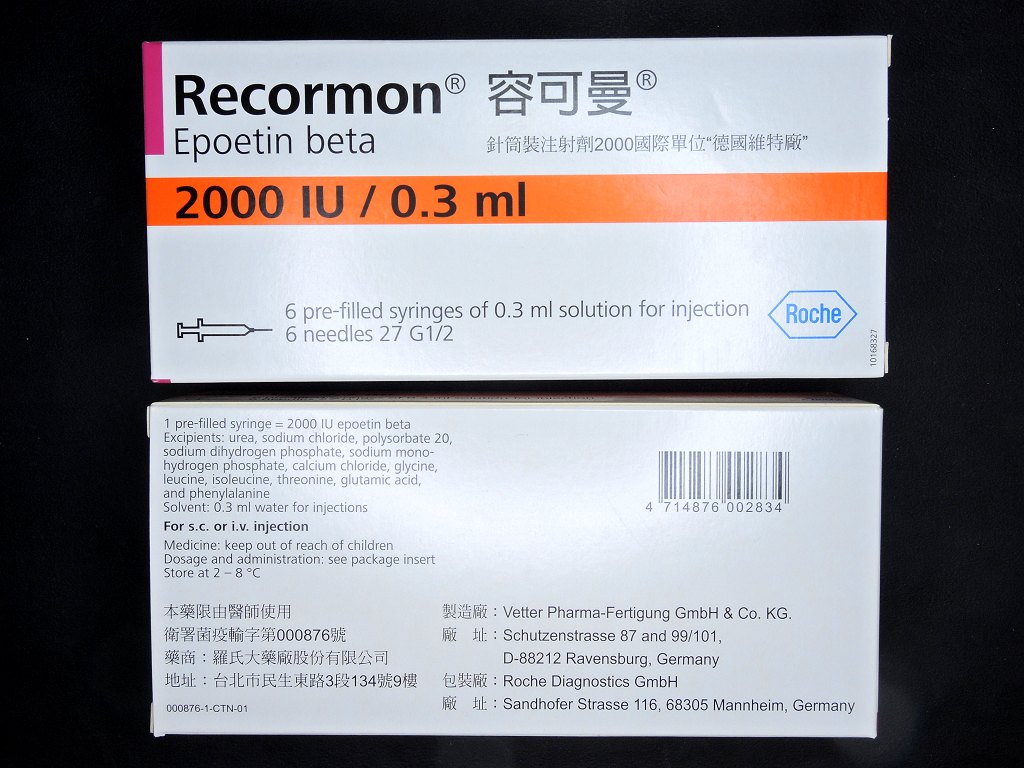 Recormon® 容可曼®
Epoetin beta
針筒裝注射劑2000國際單位“德國維特廠”
2000 IU / 0.3 ml
6 pre-filled syringes of 0.3 ml solution for injection
6 needles 27 G1/2
Roche
10168327
1 pre-filled syringe = 2000 IU epoetin beta
Excipients: urea, sodium chloride, polysorbate 20,
sodium dihydrogen phosphate, sodium mono-
hydrogen phosphate, calcium chloride, glycine,
leucine, isoleucine, threonine, glutamic acid,
and phenylalanine
Solvent: 0.3 ml water for injections
For s.c. or i.v. injection
Medicine: keep out of reach of children
Dosage and administration: see package insert
Store at 2 – 8 °C
4 714876 002834
本藥限由醫師使用
衛署菌疫輸字第000876號
藥商：羅氏大藥廠股份有限公司
地址：台北市民生東路3段134號9樓
000876-1-CTN-01
製造廠：Vetter Pharma-Fertigung GmbH & Co. KG.
廠 址：Schutzenstrasse 87 and 99/101,
D-88212 Ravensburg, Germany
包裝廠：Roche Diagnostics GmbH
廠 址：Sandhofer Strasse 116, 68305 Mannheim, Germany